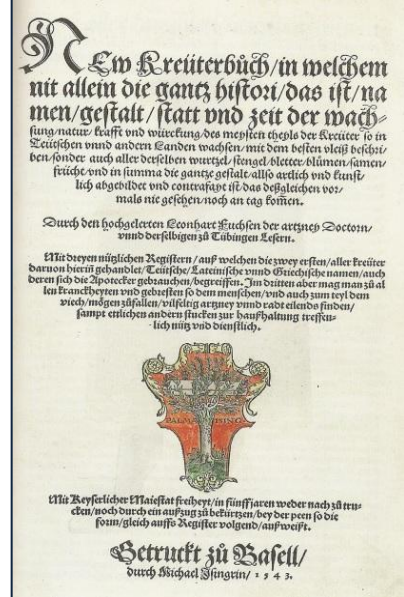 New Kreüterbůch/in welchem
nit allein die gantz histori/das ist/na
men/gestalt/statt vnd zeit der wach-
sung/natur/krafft vnd würckung/des meysten theyls der Kreüter so in
Teütschen vnnd andern Landen wachsen/mit dem besten vleiß beschri
ben/sonder auch aller derselben wurtzel/stengel/bletter/blůmen/samen/
frücht/vnd in summa die gantze gestalt/allso artlich vnd kunst/
lich abgebildet vnd contrafayt ist/das deßgleichen vor/
mals nie gesehen/noch an tag kom̃en.
Durch den hochgelerten Leonhart Fuchsen der artzney Doctorn/
vnnd derselbigen zů Tübingen Lesern.
Mit dreyen nützlichen Registern/auß welchen die zwey ersten/aller kreüter
daruon hierin̄ gehandlet/Teütsche/Lateinische vnnd Griechische namen/auch
deren sich die Apotecker gebrauchen/begreiffen. Im dritten aber mag man zů al
len kranckheyten vnd gebresten so dem menschen/vnd auch zum teyl dem
viech/mögen zůfallen/vilfeltig artzney vnnd radt eilends finden/
sampt etlichen andern stucken zur haußhaltung treffen-
lich nütz vnd dienstlich.
PALMA ISING
Mit Keyserlicher Maiestat freiheyt/in fünff jaren weder nach zů tru-
cken/noch durch ein außzug zů bekürtzen/bey der peen so die
form/gleich auffs Register volgend/außweißt.
Getruckt zů Basell/
durch Michael Isingrin/ 1543.